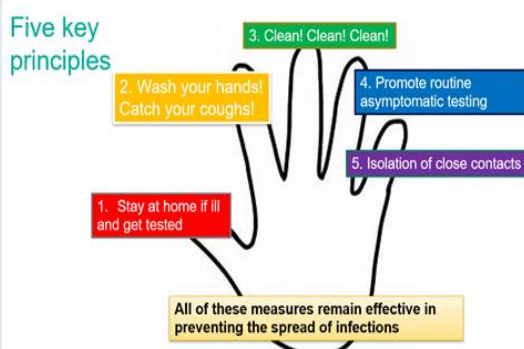 Five key
principles
3. Clean! Clean! Clean!
2. Wash your hands!
Catch your coughs!
4. Promote routine
asymptomatic testing
5. Isolation of close contacts
1. Stay at home if ill
and get tested
All of these measures remain effective in
preventing the spread of infections